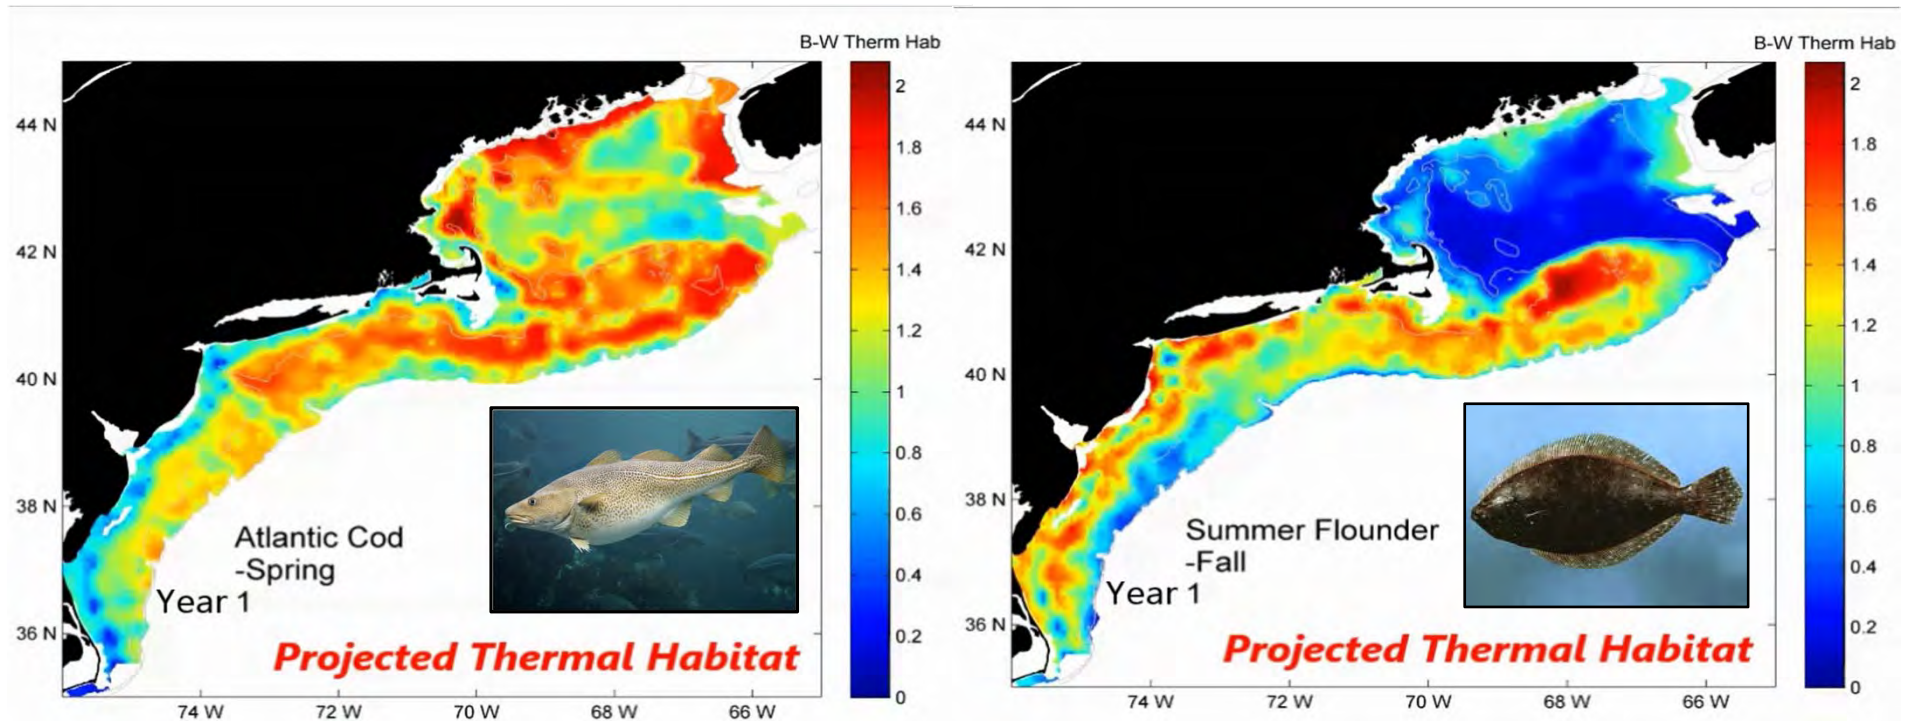 B-W Therm Hab
2
1.8
1.6
1.4
1.2
1
0.8
0.6
0.4
0.2
0
44 N
42 N
40 N
38 N
36 N
74 W 72 W 70 W 68 W 66 W
Atlantic Cod
-Spring
Year 1
Projected Thermal Habitat
B-W Therm Hab
2
1.8
1.6
1.4
1.2
1
0.8
0.6
0.4
0.2
0
44 N
42 N
40 N
38 N
36 N
74 W 72 W 70 W 68 W 66 W
Summer Flounder
-Fall
Year 1
Projected Thermal Habitat